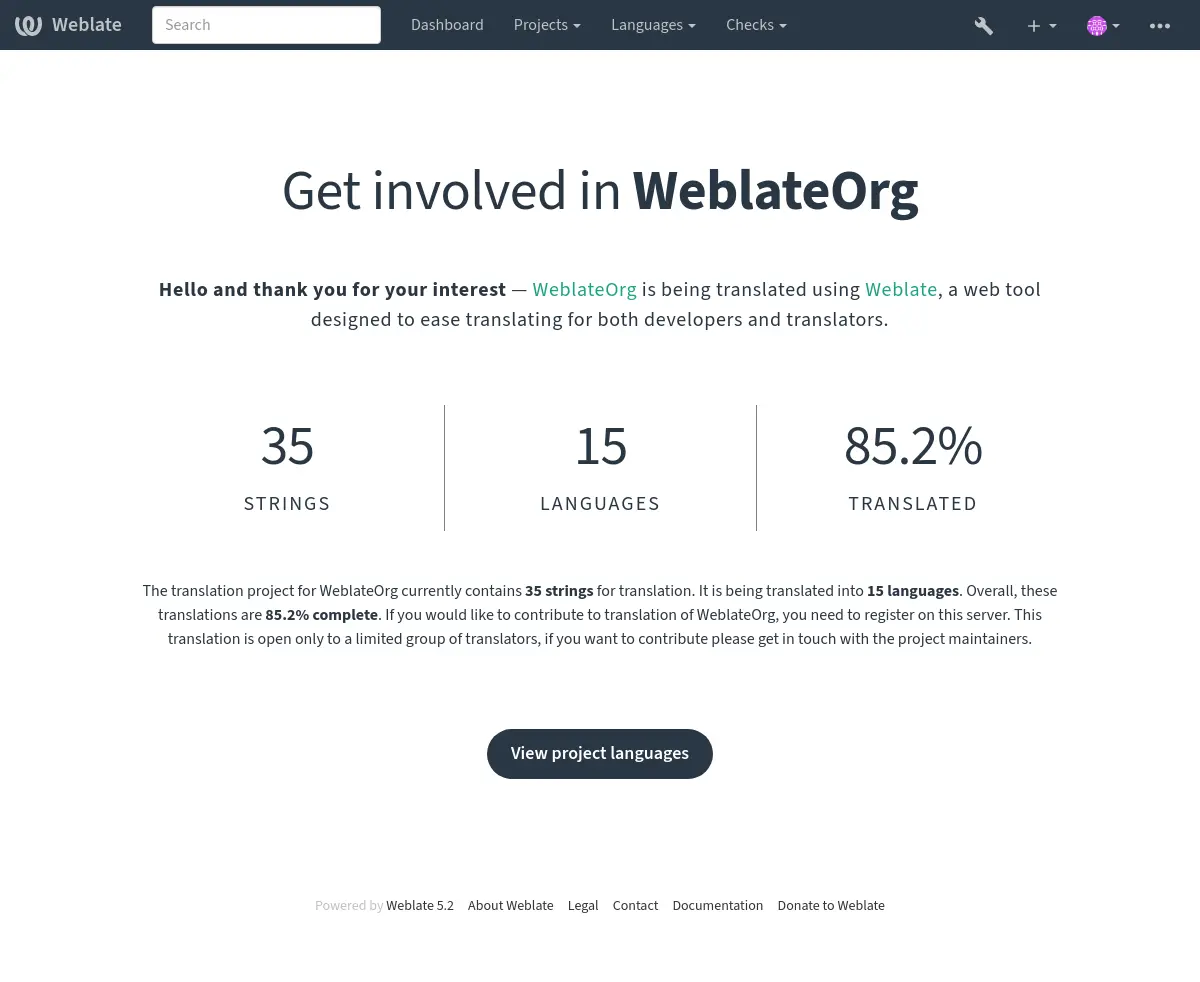 Weblate Search Dashboard Projects Languages Checks
Get involved in WeblateOrg
Hello and thank you for your interest — WeblateOrg is being translated using Weblate, a web tool
designed to ease translating for both developers and translators.
35 15 85.2%
STRINGS LANGUAGES TRANSLATED
The translation project for WeblateOrg currently contains 35 strings for translation. It is being translated into 15 languages. Overall, these
translations are 85.2% complete. If you would like to contribute to translation of WeblateOrg, you need to register on this server. This
translation is open only to a limited group of translators, if you want to contribute please get in touch with the project maintainers.
View project languages
Powered by Weblate 5.2 About Weblate Legal Contact Documentation Donate to Weblate